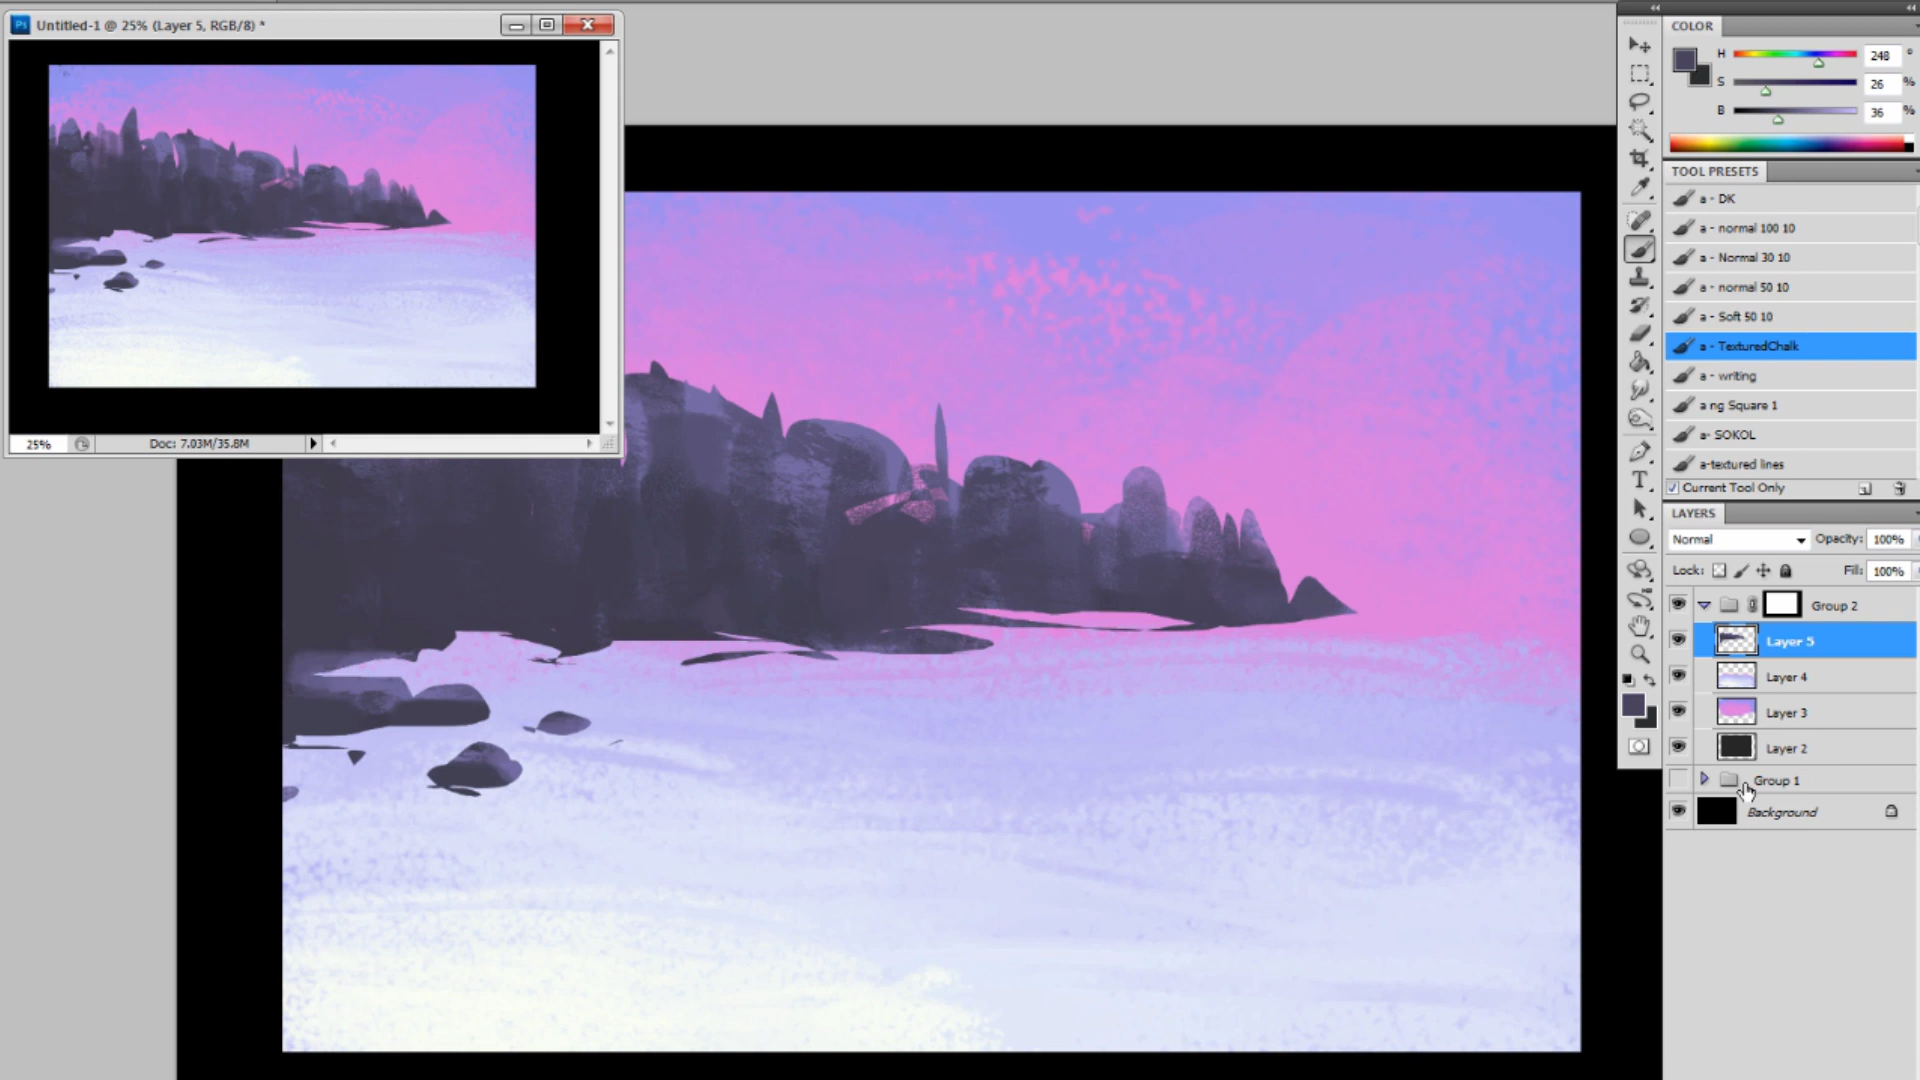 Ps Untitled-1 @ 25% (Layer 5, RGB/8) *
25% Doc: 7.03M/35.8M
COLOR
H 248 °
S 26 %
B 36 %
TOOL PRESETS
a - DK
a - normal 100 10
a - Normal 30 10
a - normal 50 10
a - Soft 50 10
a - TexturedChalk
a - writing
a ng Square 1
a- SOKOL
a-textured lines
Current Tool Only
LAYERS
Normal Opacity: 100%
Lock: Fill: 100%
Group 2
Layer 5
Layer 4
Layer 3
Layer 2
Group 1
Background
T